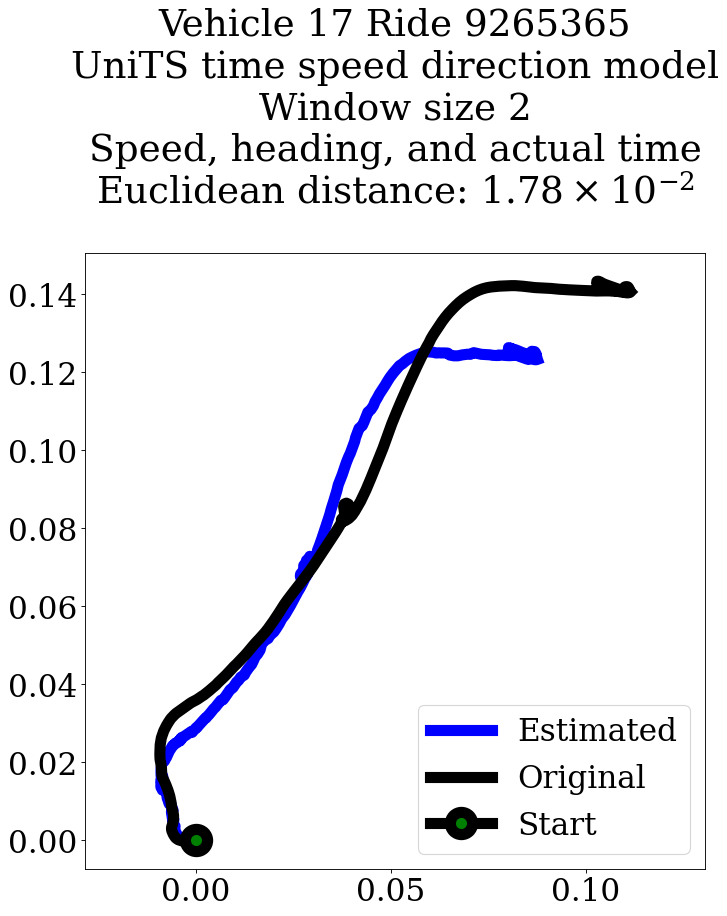 Vehicle 17 Ride 9265365
UniTS time speed direction model
Window size 2
Speed, heading, and actual time
Euclidean distance: 1.78 × 10⁻²
0.14
0.12
0.10
0.08
0.06
0.04
0.02
0.00
Estimated
Original
Start
0.00 0.05 0.10